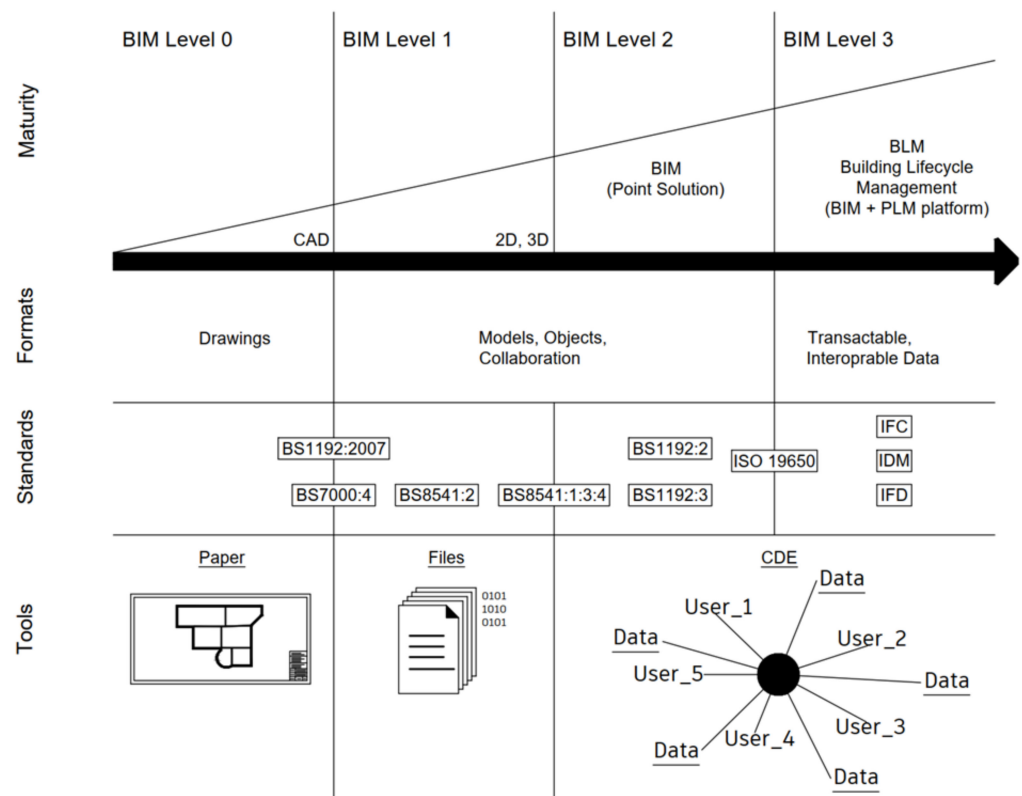 BIM Level 0
BIM Level 1
BIM Level 2
BIM Level 3
Maturity
BIM
(Point Solution)
BLM
Building Lifecycle
Management
(BIM + PLM platform)
CAD
2D, 3D
Formats
Drawings
Models, Objects,
Collaboration
Transactable,
Interoprable Data
Standards
BS1192:2007
BS7000:4
BS8541:2
BS8541:1:3:4
BS1192:2
BS1192:3
ISO 19650
IFC
IDM
IFD
Tools
Paper
Files
0101
1010
0101
CDE
Data
User_1
Data
User_2
User_5
Data
User_3
User_4
Data
Data